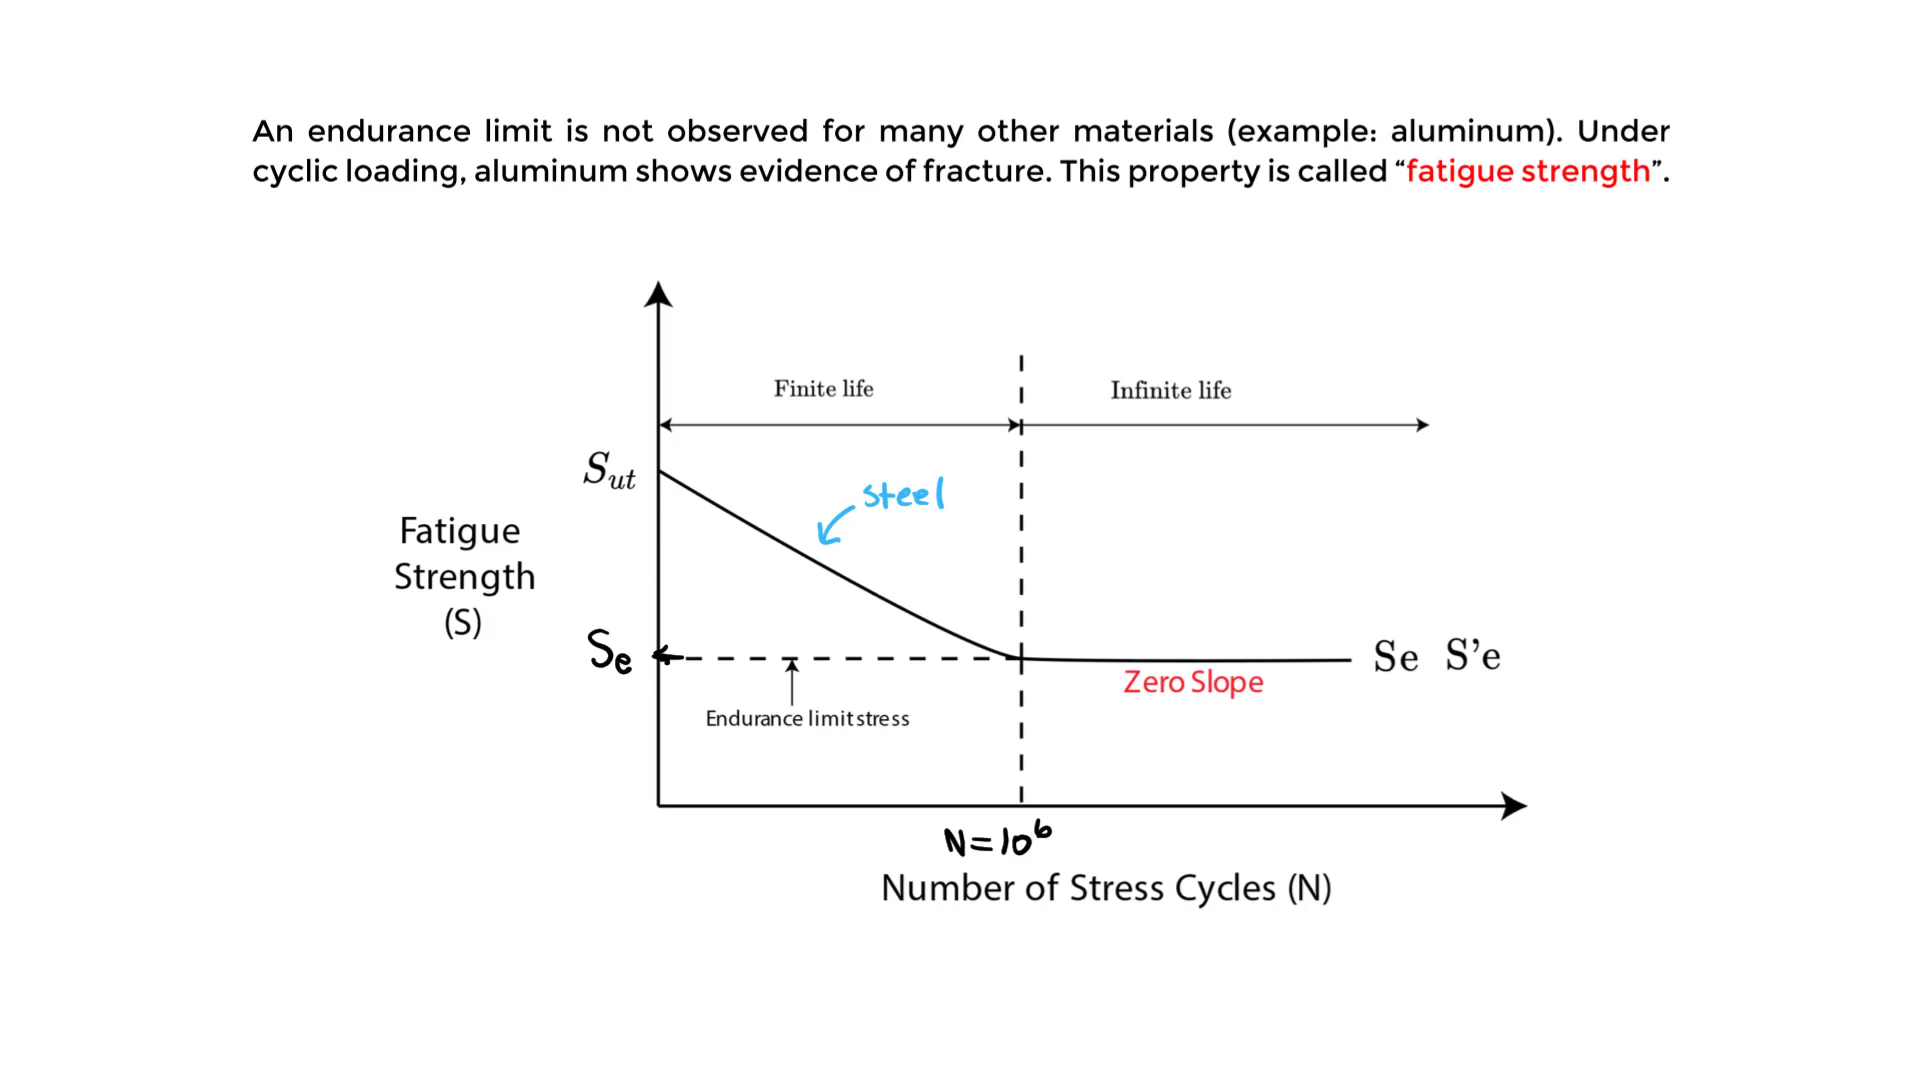 An endurance limit is not observed for many other materials (example: aluminum). Under
cyclic loading, aluminum shows evidence of fracture. This property is called “fatigue strength”.
Finite life
Infinite life
Sut
steel
Fatigue
Strength
(S)
Se
Se S’e
Zero Slope
Endurance limit stress
N=10⁶
Number of Stress Cycles (N)